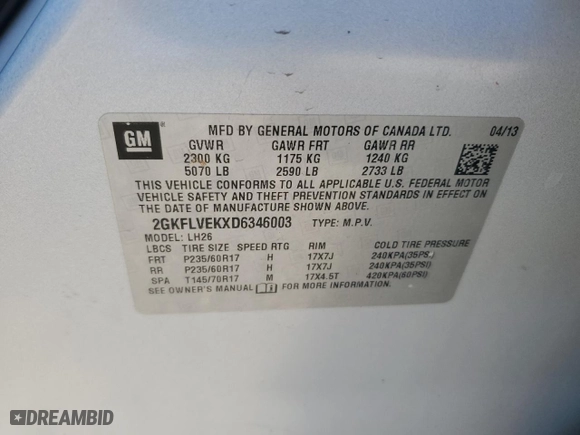 GM
MFD BY GENERAL MOTORS OF CANADA LTD. 04/13
GVWR GAWR FRT GAWR RR
2300 KG 1175 KG 1240 KG
5070 LB 2590 LB 2733 LB
THIS VEHICLE CONFORMS TO ALL APPLICABLE U.S. FEDERAL MOTOR
VEHICLE SAFETY AND THEFT PREVENTION STANDARDS IN EFFECT ON
THE DATE OF MANUFACTURE SHOWN ABOVE.
2GKFLVEKXD6346003 TYPE: M.P.V.
MODEL: LH26
LBCS TIRE SIZE SPEED RTG RIM COLD TIRE PRESSURE
FRT P235/60R17 H 17X7J 240KPA(35PSI)
RR P235/60R17 H 17X7J 240KPA(35PSI)
SPA T145/70R17 M 17X4.5T 420KPA(60PSI)
SEE OWNER'S MANUAL FOR MORE INFORMATION.
DREAMBID